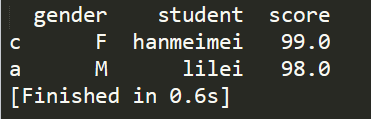 gender student score
c F hanmeimei 99.0
a M lilei 98.0
[Finished in 0.6s]